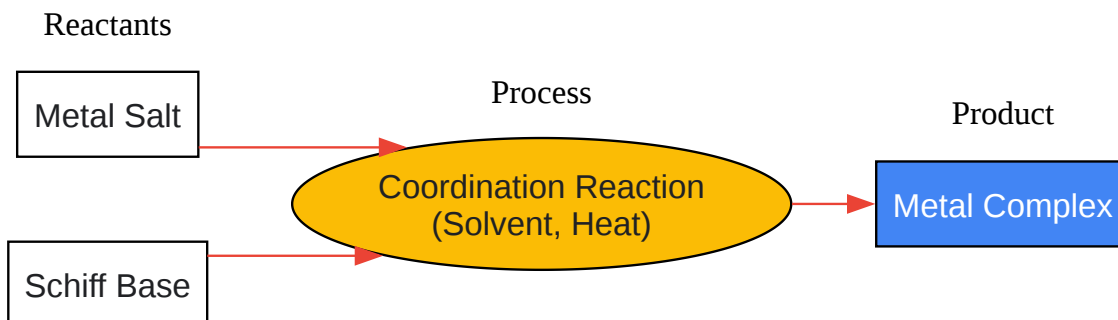 Reactants
Metal Salt
Schiff Base
Process
Coordination Reaction
(Solvent, Heat)
Product
Metal Complex